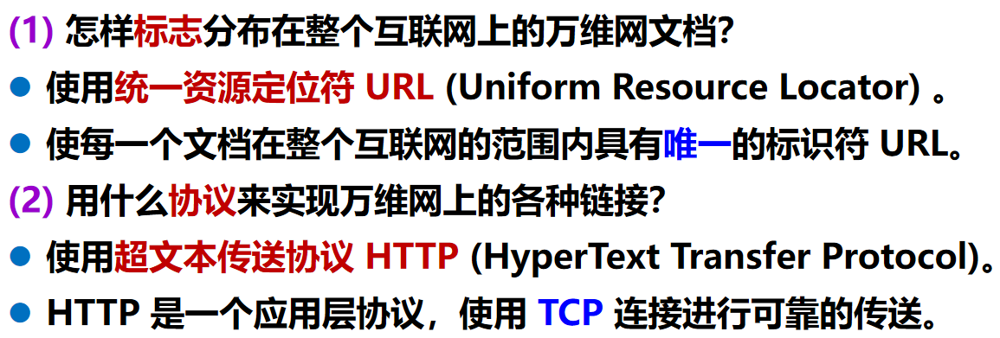 (1) 怎样标志分布在整个互联网上的万维网文档？
● 使用统一资源定位符 URL (Uniform Resource Locator) 。
● 使每一个文档在整个互联网的范围内具有唯一的标识符 URL。
(2) 用什么协议来实现万维网上的各种链接？
● 使用超文本传送协议 HTTP (HyperText Transfer Protocol)。
● HTTP 是一个应用层协议，使用 TCP 连接进行可靠的传送。